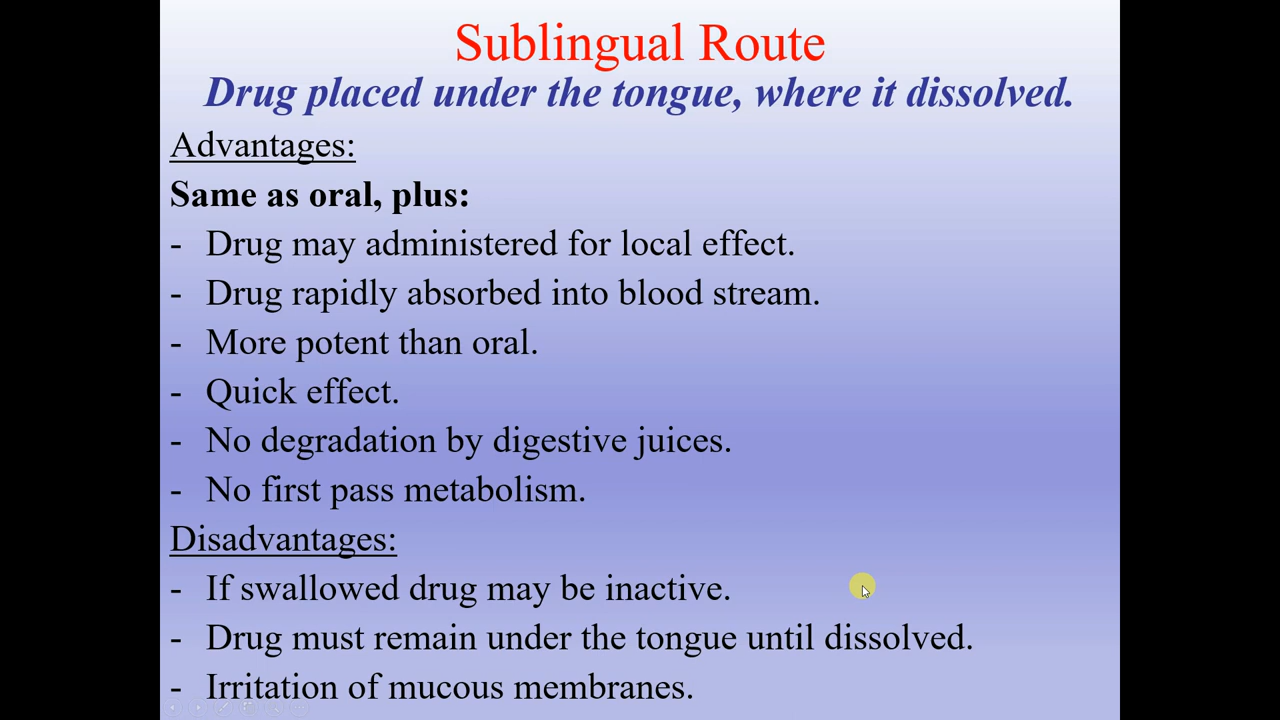 Sublingual Route
Drug placed under the tongue, where it dissolved.
Advantages:
Same as oral, plus:
- Drug may administered for local effect.
- Drug rapidly absorbed into blood stream.
- More potent than oral.
- Quick effect.
- No degradation by digestive juices.
- No first pass metabolism.
Disadvantages:
- If swallowed drug may be inactive.
- Drug must remain under the tongue until dissolved.
- Irritation of mucous membranes.